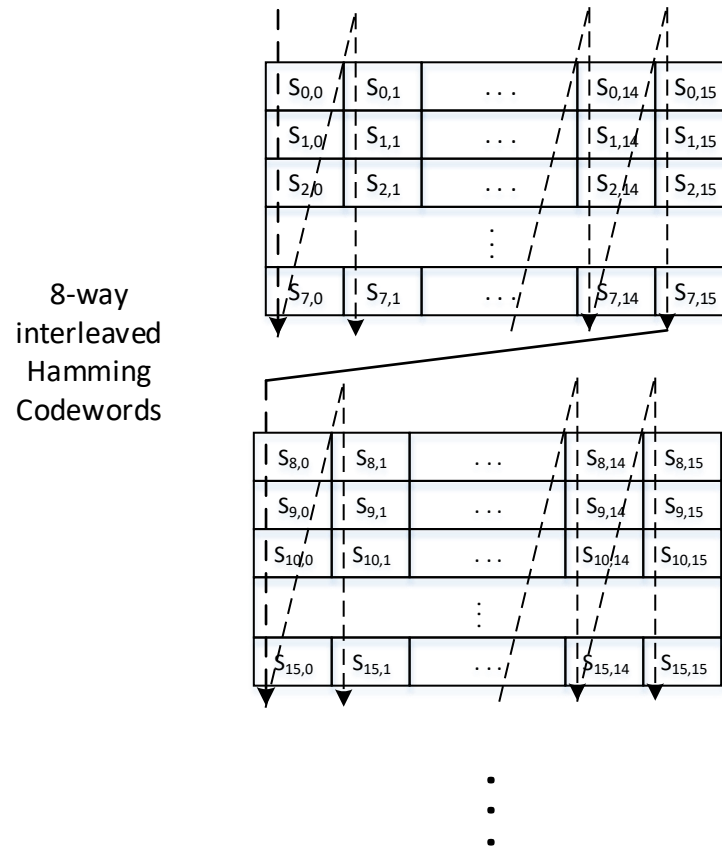 S0,0 S0,1 . . . S0,14 S0,15
S1,0 S1,1 . . . S1,14 S1,15
S2,0 S2,1 . . . S2,14 S2,15
. . .
S7,0 S7,1 . . . S7,14 S7,15
8-way
interleaved
Hamming
Codewords
S8,0 S8,1 . . . S8,14 S8,15
S9,0 S9,1 . . . S9,14 S9,15
S10,0 S10,1 . . . S10,14 S10,15
. . .
S15,0 S15,1 . . . S15,14 S15,15
. . .